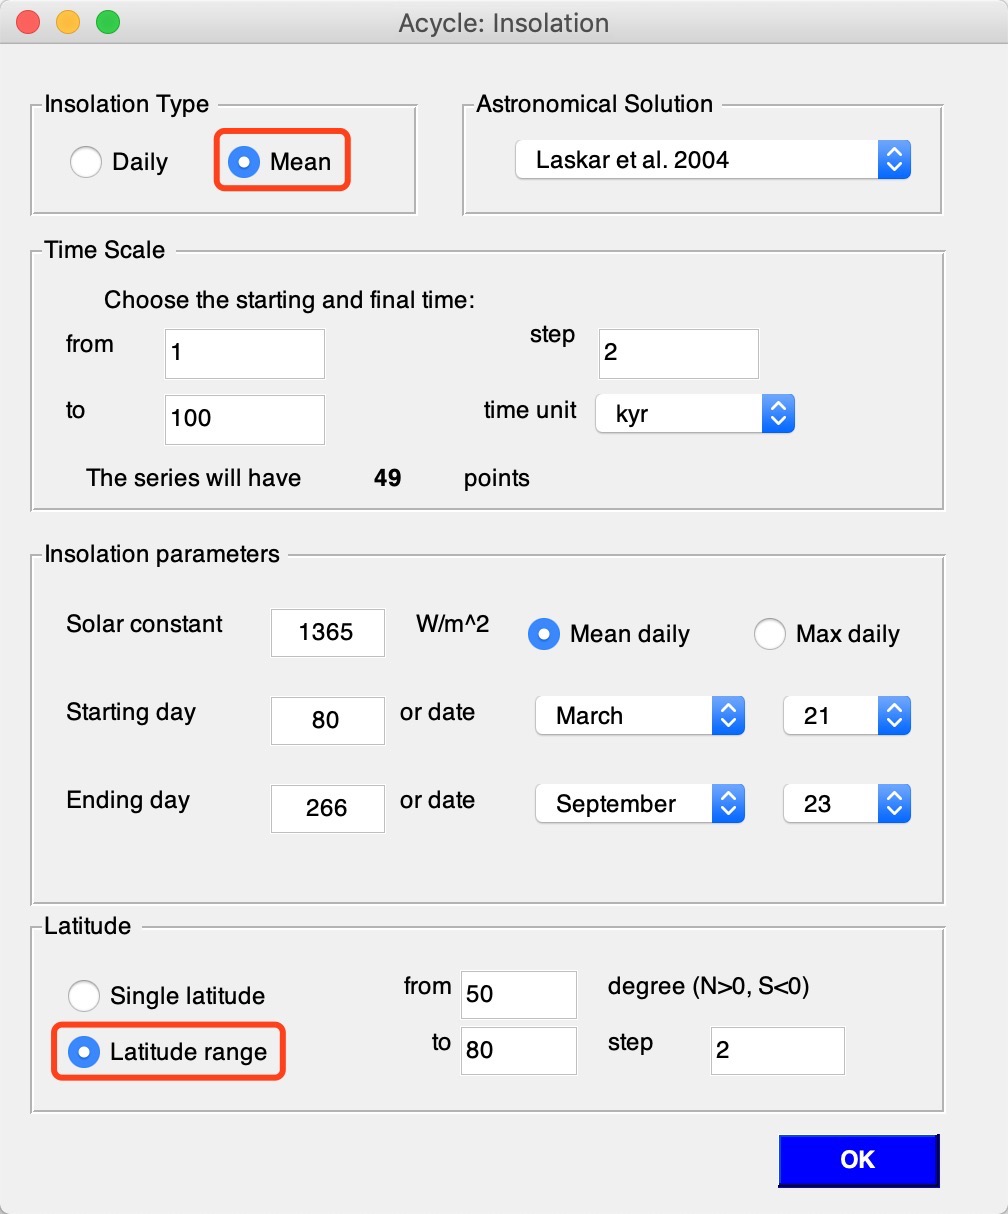 Acycle: Insolation
Insolation Type
Astronomical Solution
Daily
Mean
Laskar et al. 2004
Time Scale
Choose the starting and final time:
from 1 step 2
to 100 time unit kyr
The series will have 49 points
Insolation parameters
Solar constant 1365 W/m^2 Mean daily Max daily
Starting day 80 or date March 21
Ending day 266 or date September 23
Latitude
Single latitude from 50 degree (N>0, S<0)
Latitude range to 80 step 2
OK